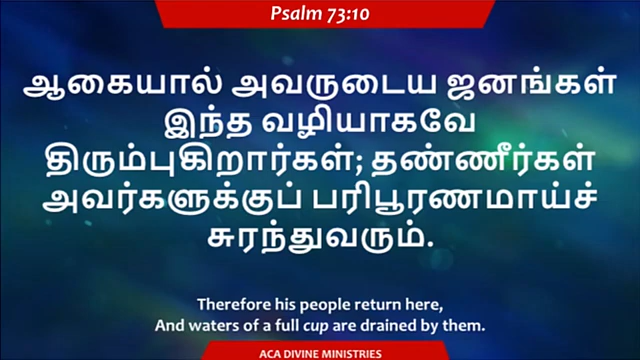 Psalm 73:10
ஆகையால் அவருடைய ஜனங்கள்
இந்த வழியாகவே
திரும்புகிறார்கள்; தண்ணீர்கள்
அவர்களுக்குப் பரிபூரணமாய்ச்
சுரந்துவரும்.
Therefore his people return here,
And waters of a full cup are drained by them.
ACA DIVINE MINISTRIES